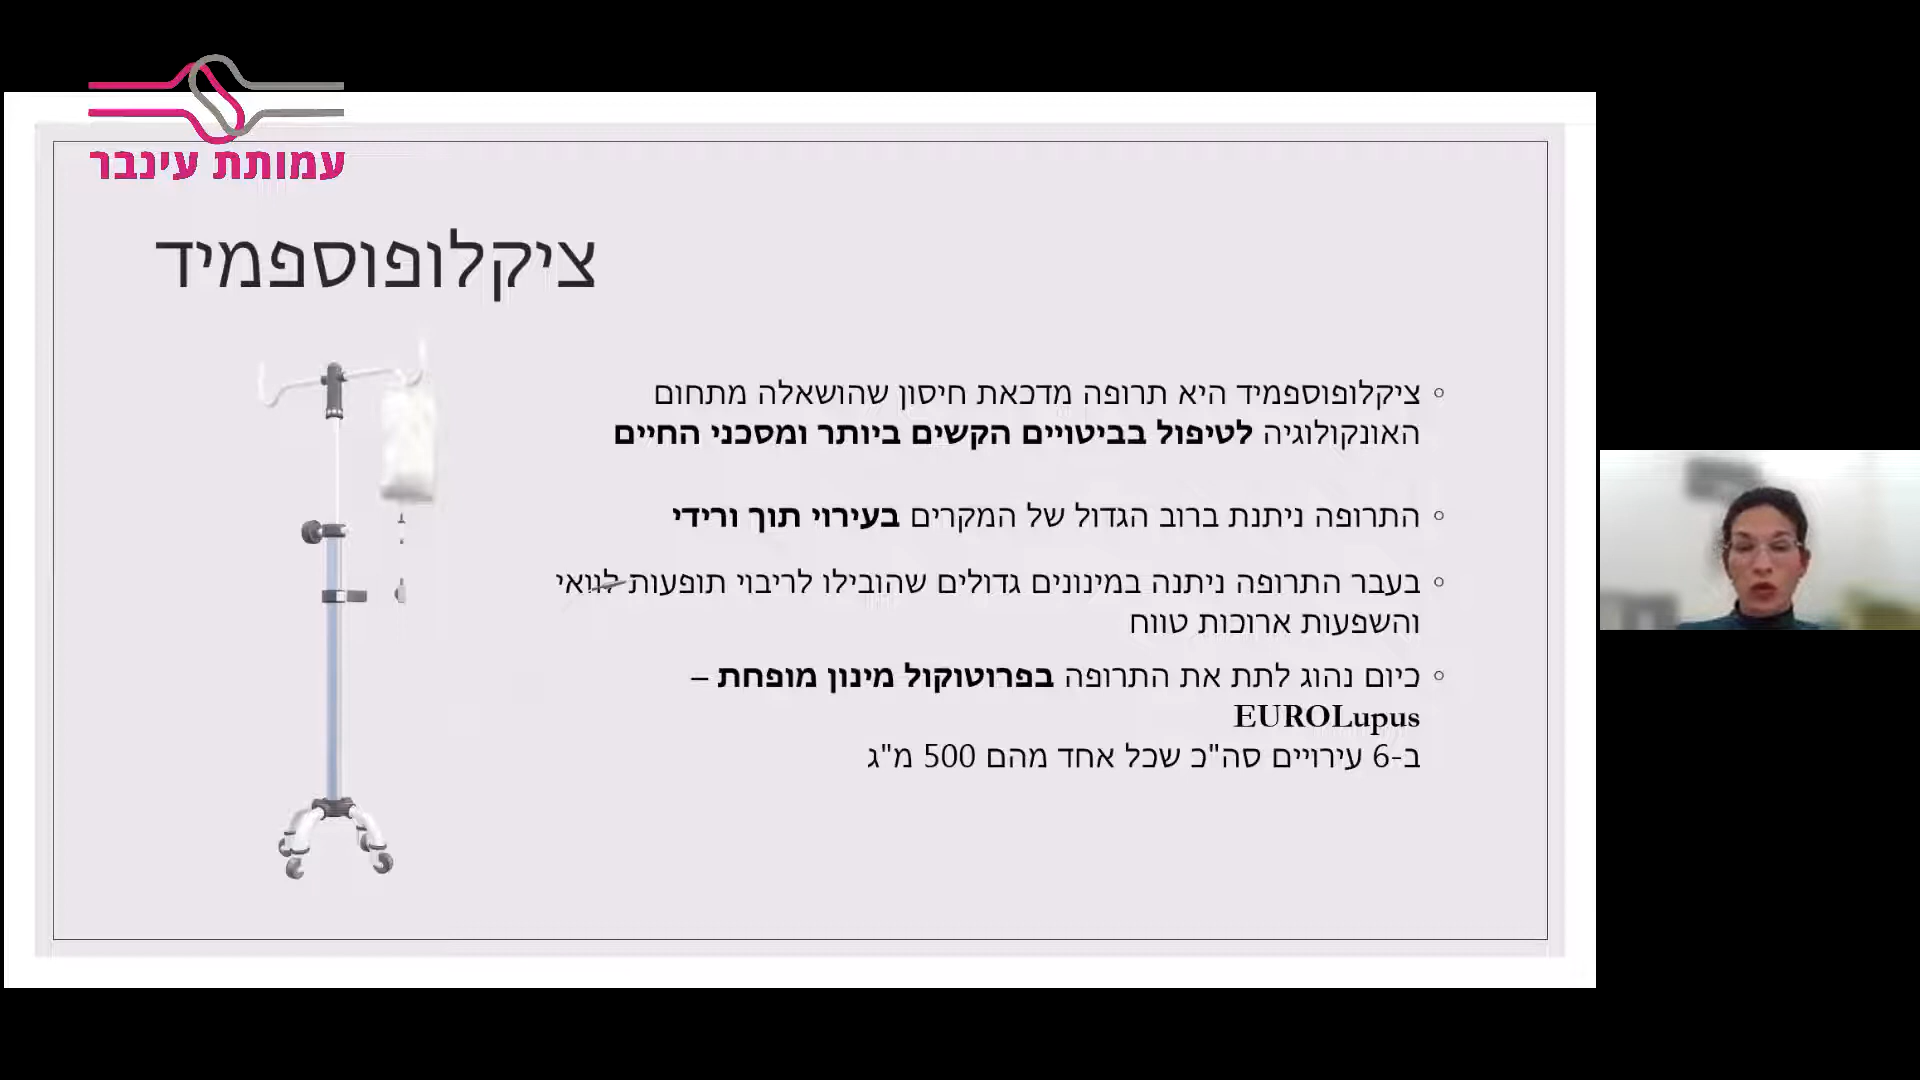 עמותת עינבר
ציקלופוספמיד
◦ ציקלופוספמיד היא תרופה מדכאת חיסון שהושאלה מתחום
האונקולוגיה לטיפול בביטויים הקשים ביותר ומסכני החיים
◦ התרופה ניתנת ברוב הגדול של המקרים בעירוי תוך ורידי
◦ בעבר התרופה ניתנה במינונים גדולים שהובילו לריבוי תופעות לוואי
והשפעות ארוכות טווח
◦ כיום נהוג לתת את התרופה בפרוטוקול מינון מופחת –
EUROLupus
ב-6 עירויים סה"כ שכל אחד מהם 500 מ"ג